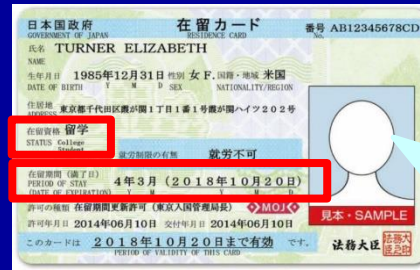 日本国政府 在留カード 番号 AB12345678CD
GOVERNMENT OF JAPAN RESIDENCE CARD No.
氏名 TURNER ELIZABETH
NAME
生年月日 1985年12月31日 性別 女 F. 国籍・地域 米国
DATE OF BIRTH Y M D SEX NATIONALITY/REGION
住居地 東京都千代田区霞が関1丁目1番1号霞が関ハイツ202号
ADDRESS
在留資格 留学
STATUS College
Student
就労制限の有無 就労不可
在留期間(満了日) 4年3月(2018年10月20日)
PERIOD OF STAY
(DATE OF EXPIRATION) Y M Y M D
許可の種類 在留期間更新許可(東京入国管理局長) MOJ
許可年月日 2014年06月10日 交付年月日 2014年06月10日
見本・SAMPLE
このカードは 2018年10月20日まで有効 です。
PERIOD OF VALIDITY OF THIS CARD
法務大臣